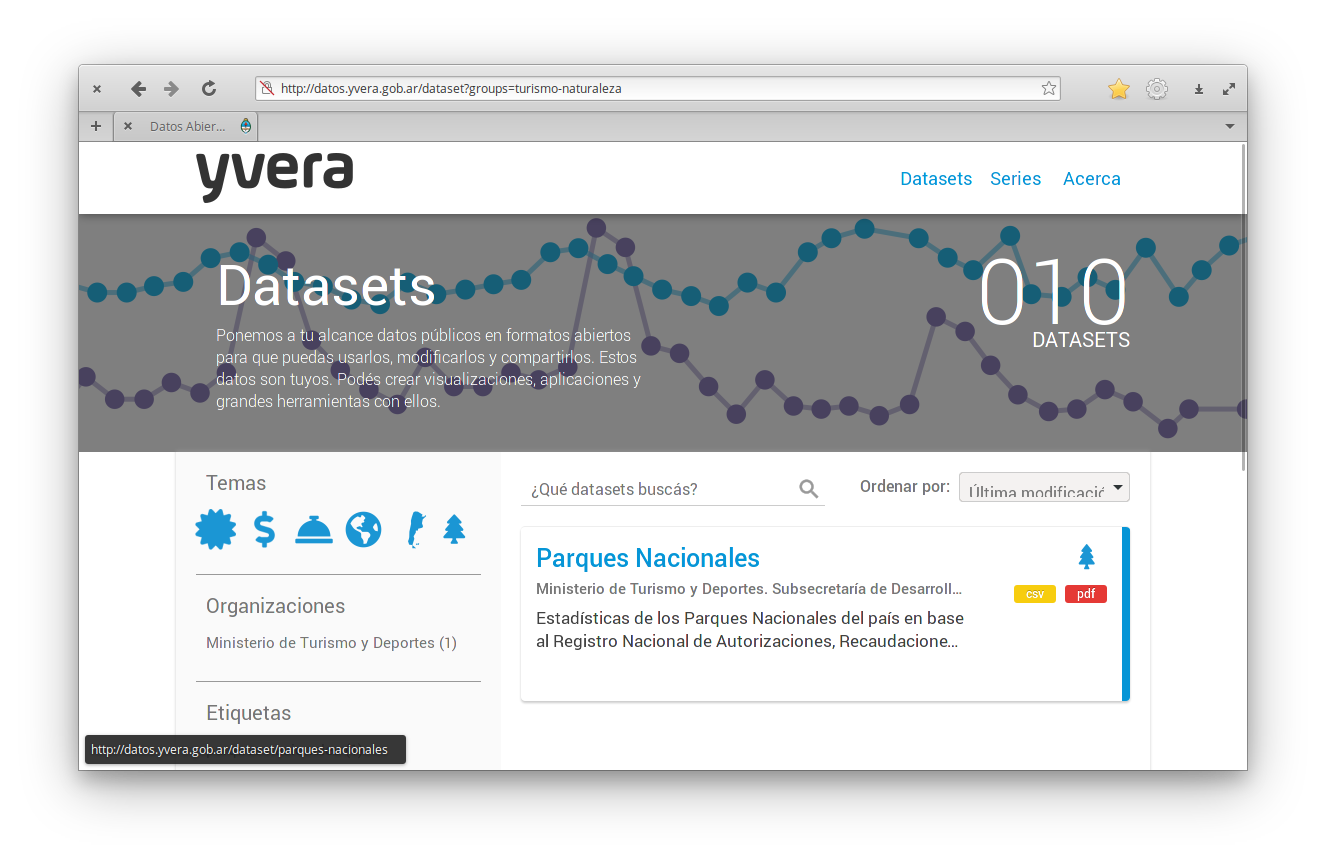 http://datos.yvera.gob.ar/dataset?groups=turismo-naturaleza
Datos Abier...
yvera
Datasets Series Acerca
Datasets
Ponemos a tu alcance datos públicos en formatos abiertos
para que puedas usarlos, modificarlos y compartirlos. Estos
datos son tuyos. Podés crear visualizaciones, aplicaciones y
grandes herramientas con ellos.
010
DATASETS
Temas
Organizaciones
Ministerio de Turismo y Deportes (1)
Etiquetas
¿Qué datasets buscás?
Ordenar por: Última modificació
Parques Nacionales
Ministerio de Turismo y Deportes. Subsecretaría de Desarroll...
csv pdf
Estadísticas de los Parques Nacionales del país en base
al Registro Nacional de Autorizaciones, Recaudacione...
http://datos.yvera.gob.ar/dataset/parques-nacionales